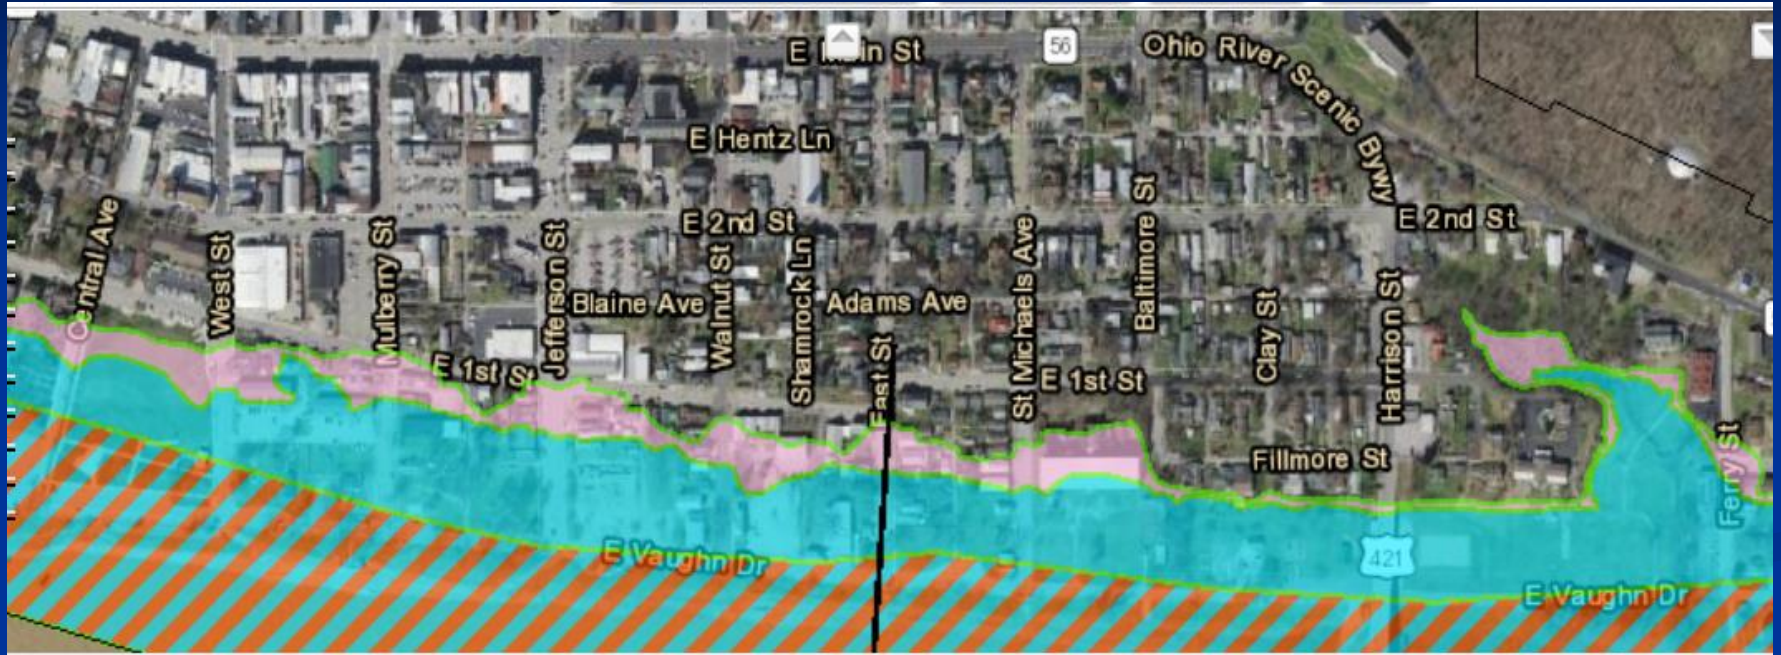 E Main St
56
Ohio River Scenic Bywy
E Hentz Ln
Central Ave
West St
Mulberry St
Jefferson St
E 2nd St
Walnut St
Shamrock Ln
St Michaels Ave
Baltimore St
E 2nd St
Blaine Ave
Adams Ave
Clay St
Harrison St
E 1st St
East St
E 1st St
Fillmore St
Ferry St
E Vaughn Dr
421
E Vaughn Dr